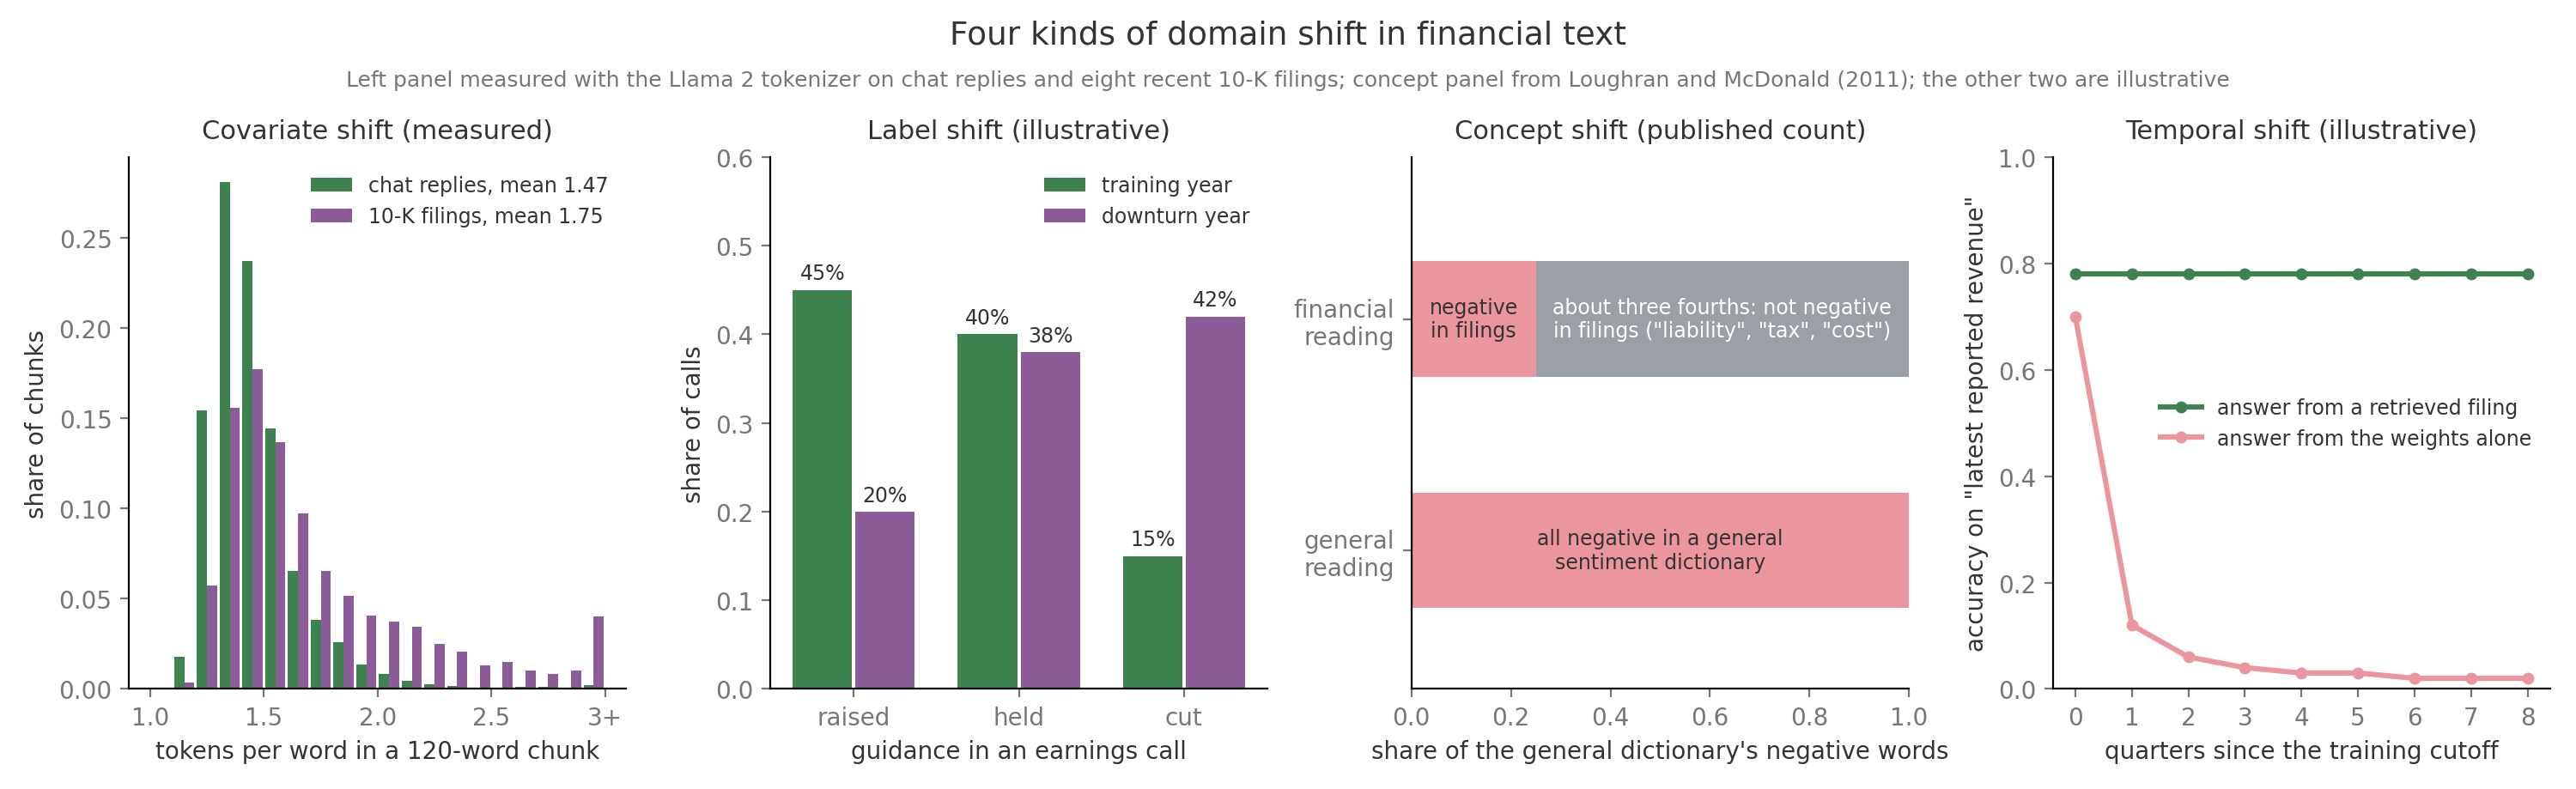 Four kinds of domain shift in financial text
Left panel measured with the Llama 2 tokenizer on chat replies and eight recent 10-K filings; concept panel from Loughran and McDonald (2011); the other two are illustrative
Covariate shift (measured)
share of chunks
0.25
0.20
0.15
0.10
0.05
0.00
chat replies, mean 1.47
10-K filings, mean 1.75
1.0 1.5 2.0 2.5 3+
tokens per word in a 120-word chunk
Label shift (illustrative)
share of calls
0.6
0.5
0.4
0.3
0.2
0.1
0.0
training year
downturn year
45%
20%
40%
38%
15%
42%
raised held cut
guidance in an earnings call
Concept shift (published count)
financial
reading
negative
in filings
about three fourths: not negative
in filings ("liability", "tax", "cost")
general
reading
all negative in a general
sentiment dictionary
0.0 0.2 0.4 0.6 0.8 1.0
share of the general dictionary's negative words
Temporal shift (illustrative)
accuracy on "latest reported revenue"
1.0
0.8
0.6
0.4
0.2
0.0
answer from a retrieved filing
answer from the weights alone
0 1 2 3 4 5 6 7 8
quarters since the training cutoff